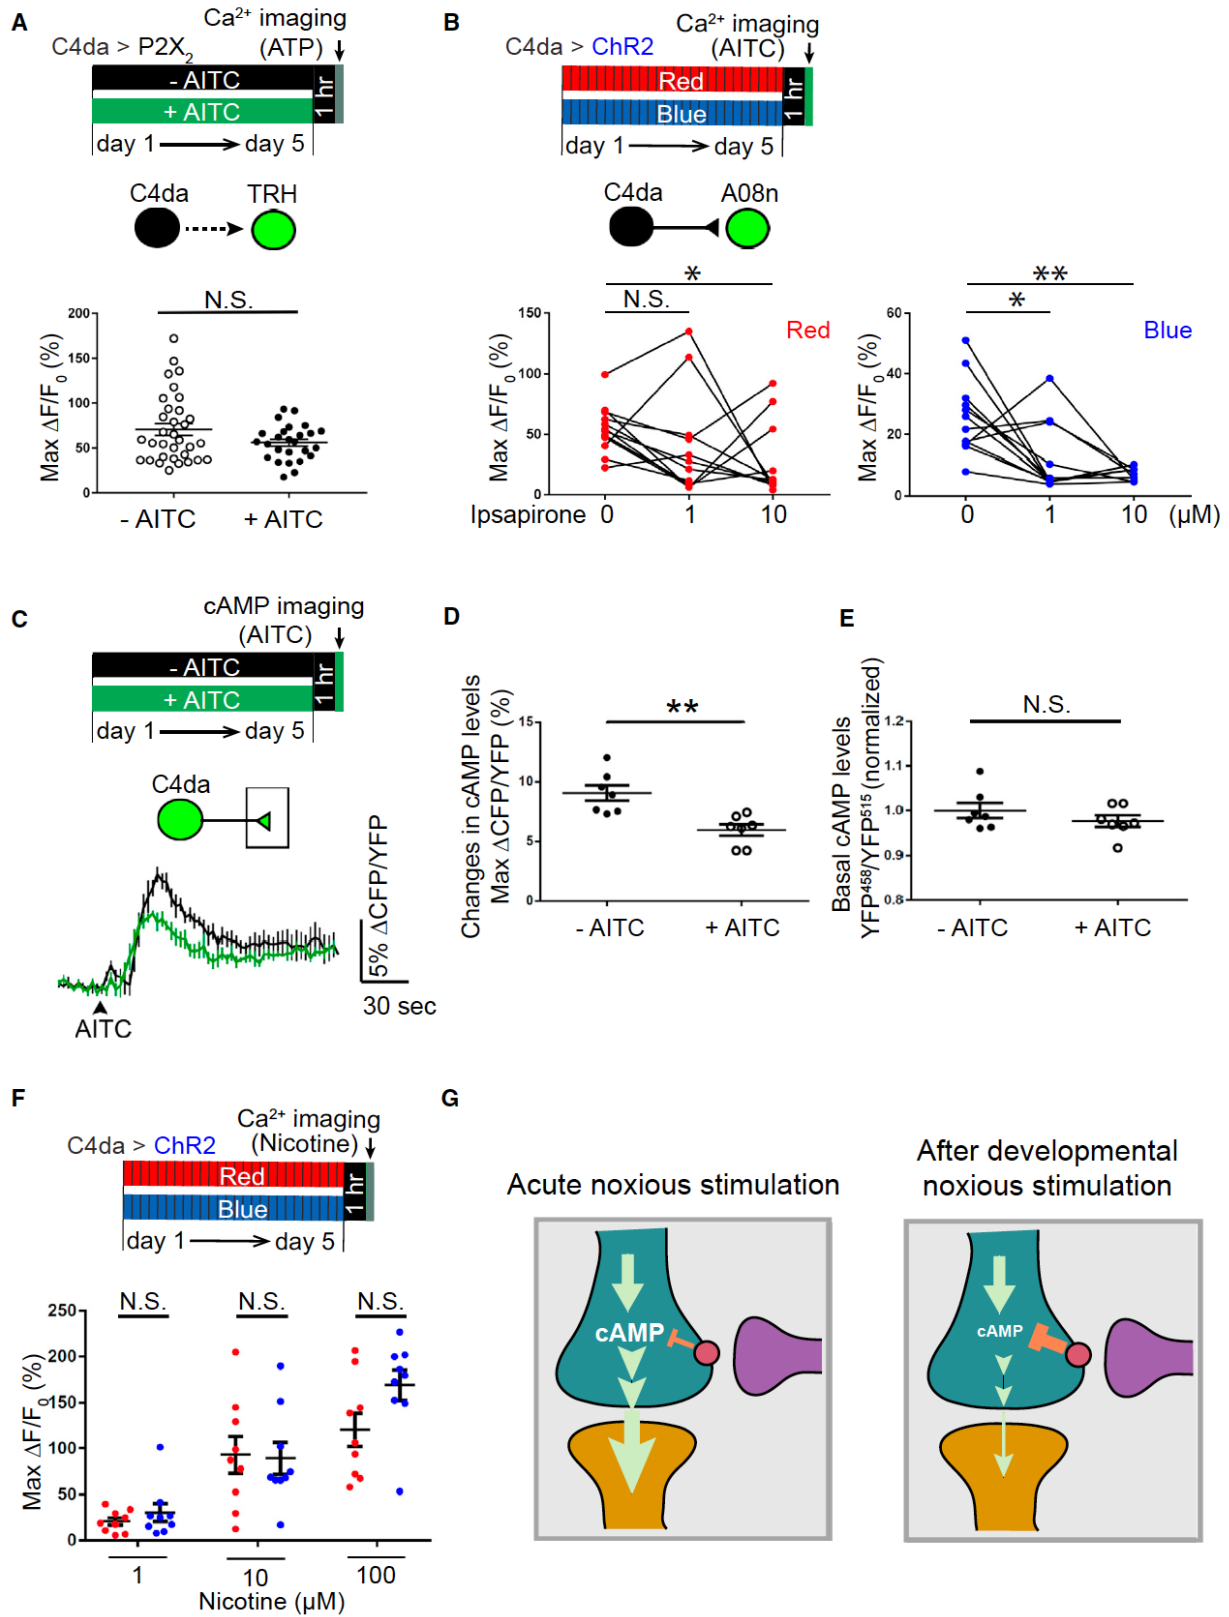 A
Ca²⁺ imaging
(ATP)
C4da > P2X₂
- AITC
+ AITC
1 hr
day 1
day 5
C4da
TRH
N.S.
200
150
100
50
0
Max ΔF/F₀ (%)
- AITC
+ AITC
B
Ca²⁺ imaging
(AITC)
C4da > ChR2
Red
Blue
1 hr
day 1
day 5
C4da
A08n
*
N.S.
Red
150
100
50
0
Max ΔF/F₀ (%)
Ipsapirone
0
1
10
**
*
Blue
60
40
20
0
Max ΔF/F₀ (%)
0
1
10
(μM)
C
cAMP imaging
(AITC)
- AITC
+ AITC
1 hr
day 1
day 5
C4da
5% ΔCFP/YFP
30 sec
AITC
D
**
Changes in cAMP levels
Max ΔCFP/YFP (%)
15
10
5
0
- AITC
+ AITC
E
N.S.
Basal cAMP levels
YFP⁴⁵⁸/YFP⁵¹⁵ (normalized)
1.2
1.1
1.0
0.9
0.8
- AITC
+ AITC
F
Ca²⁺ imaging
(Nicotine)
C4da > ChR2
Red
Blue
1 hr
day 1
day 5
N.S.
N.S.
N.S.
250
200
150
100
50
0
Max ΔF/F₀ (%)
1
10
100
Nicotine (μM)
G
Acute noxious stimulation
cAMP
After developmental
noxious stimulation
cAMP